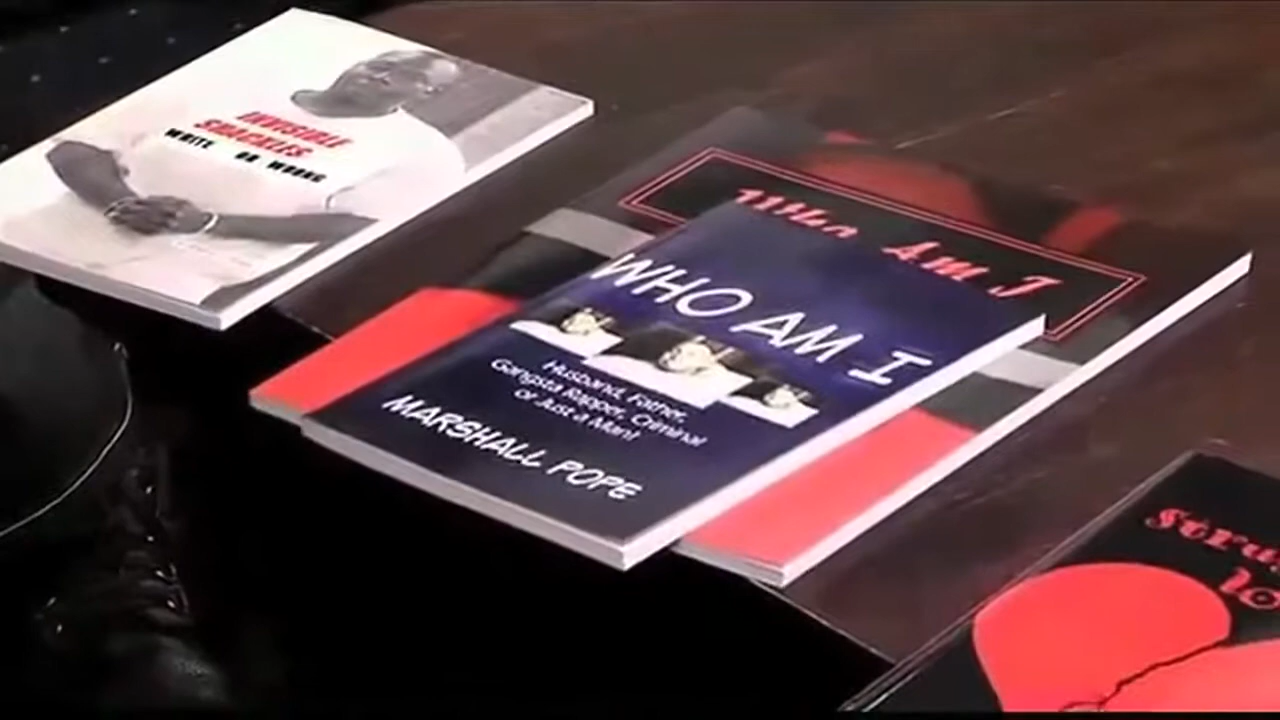 INVISIBLE
SHACKLES
WHITE OR WRONG
Who Am I
WHO AM I
Husband, Father,
Gangsta Rapper, Criminal
or Just a Man?
MARSHALL POPE